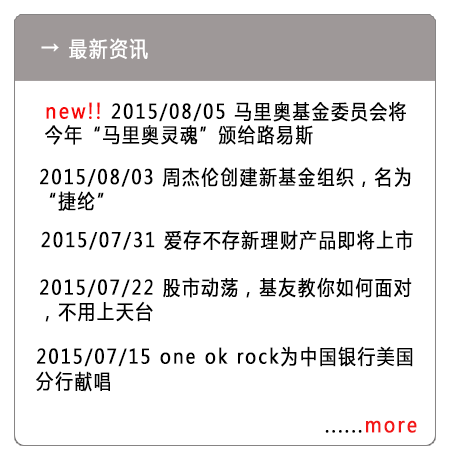 → 最新资讯
new!! 2015/08/05 马里奥基金委员会将
今年“马里奥灵魂”颁给路易斯
2015/08/03 周杰伦创建新基金组织，名为
“捷纶”
2015/07/31 爱存不存新理财产品即将上市
2015/07/22 股市动荡，基友教你如何面对
，不用上天台
2015/07/15 one ok rock为中国银行美国
分行献唱
......more